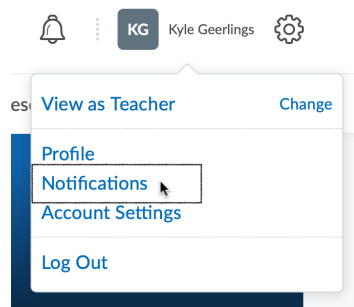 KG Kyle Geerlings
View as Teacher Change
Profile
Notifications
Account Settings
Log Out